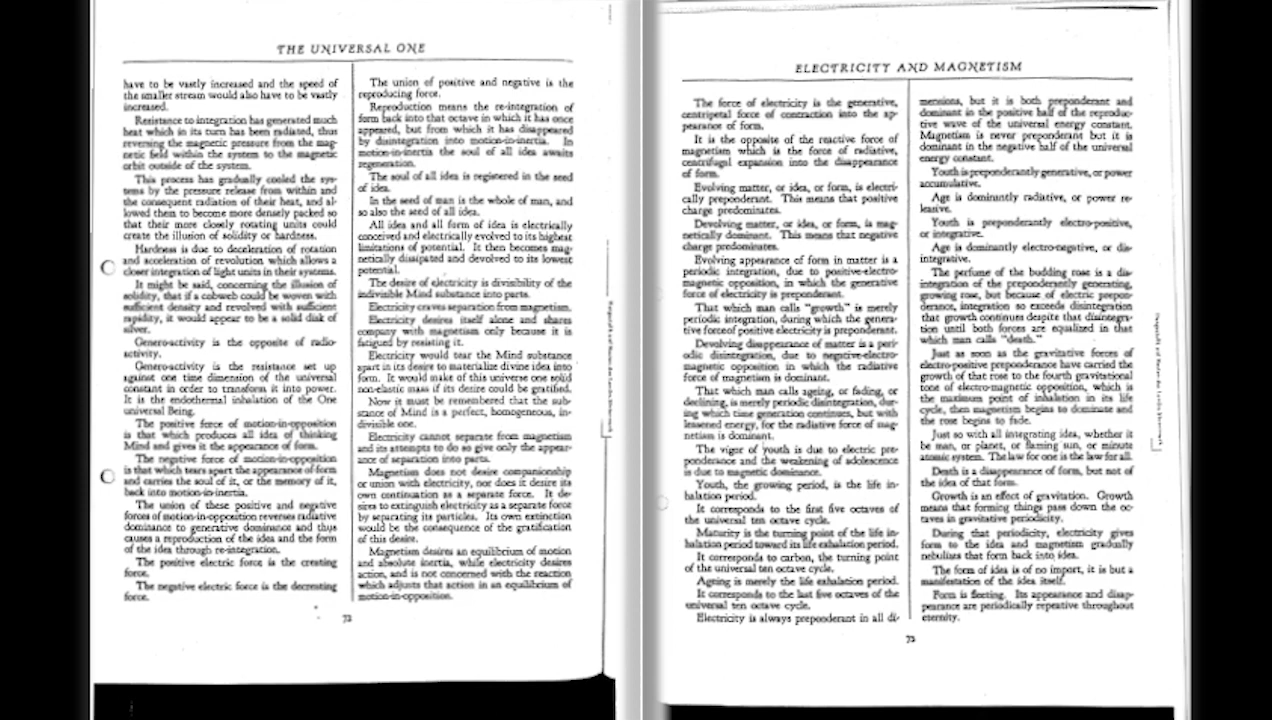 THE UNIVERSAL ONE
have to be vastly increased and the speed of
the smaller stream would also have to be vastly
increased.
Resistance to integration has generated much
heat which in its turn has been radiated, thus
reversing the magnetic pressure from the mag-
netic field within the system to the magnetic
orbit outside of the system.
This process has gradually cooled the sys-
tems by the pressure release from within and
the consequent radiation of their heat, and al-
lowed them to become more densely packed so
that their more closely rotating units could
create the illusion of solidity or hardness.
Hardness is due to deceleration of rotation
and acceleration of revolution which allows a
closer integration of light units in their systems.
It might be said, concerning the illusion of
solidity, that if a cobweb could be woven with
sufficient density and revolved with sufficient
rapidity, it would appear to be a solid disk of
silver.
Genero-activity is the opposite of radio-
activity.
Genero-activity is the resistance set up
against one time dimension of the universal
constant in order to transform it into power.
It is the endothermal inhalation of the One
universal Being.
The positive force of motion-in-opposition
is that which produces all idea of thinking
Mind and gives it the appearance of form.
The negative force of motion-in-opposition
is that which tears apart the appearance of form
and carries the soul of it, or the memory of it,
back into motion-in-inertia.
The union of these positive and negative
forces of motion-in-opposition reverses radiative
dominance to generative dominance and thus
causes a reproduction of the idea and the form
of the idea through re-integration.
The positive electric force is the creating
force.
The negative electric force is the decreating
force.
The union of positive and negative is the
reproducing force.
Reproduction means the re-integration of
form back into that octave in which it has once
appeared, but from which it has disappeared
by disintegration into motion-in-inertia. In
motion-in-inertia the soul of all idea awaits
regeneration.
The soul of all idea is registered in the seed
of idea.
In the seed of man is the whole of man, and
so also the seed of all idea.
All idea and all form of idea is electrically
conceived and electrically evolved to its highest
limitations of potential. It then becomes mag-
netically dissipated and devolved to its lowest
potential.
The desire of electricity is divisibility of the
indivisible Mind substance into parts.
Electricity craves separation from magnetism.
Electricity desires itself alone and shares
company with magnetism only because it is
fatigued by resisting it.
Electricity would tear the Mind substance
apart in its desire to materialize divine idea into
form. It would make of this universe one solid
non-elastic mass if its desire could be gratified.
Now it must be remembered that the sub-
stance of Mind is a perfect, homogeneous, in-
divisible one.
Electricity cannot separate from magnetism
and its attempts to do so give only the appear-
ance of separation into parts.
Magnetism does not desire companionship
or union with electricity, nor does it desire its
own continuation as a separate force. It de-
sires to extinguish electricity as a separate force
by separating its particles. Its own extinction
would be the consequence of the gratification
of this desire.
Magnetism desires an equilibrium of motion
and absolute inertia, while electricity desires
action, and is not concerned with the reaction
which adjusts that action in an equilibrium of
motion-in-opposition.
72
ELECTRICITY AND MAGNETISM
The force of electricity is the generative,
centripetal force of contraction into the ap-
pearance of form.
It is the opposite of the reactive force of
magnetism which is the force of radiative,
centrifugal expansion into the disappearance
of form.
Evolving matter, or idea, or form, is electri-
cally preponderant. This means that positive
charge predominates.
Devolving matter, or idea, or form, is mag-
netically dominant. This means that negative
charge predominates.
Evolving appearance of form in matter is a
periodic integration, due to positive-electro-
magnetic opposition, in which the generative
force of electricity is preponderant.
That which man calls "growth" is merely
periodic integration, during which the genera-
tive force of positive electricity is preponderant.
Devolving disappearance of matter is a peri-
odic disintegration, due to negative-electro-
magnetic opposition in which the radiative
force of magnetism is dominant.
That which man calls ageing, or fading, or
declining, is merely periodic disintegration, dur-
ing which time generation continues, but with
lessened energy, for the radiative force of mag-
netism is dominant.
The vigor of youth is due to electric pre-
ponderance and the weakening of adolescence
is due to magnetic dominance.
Youth, the growing period, is the life in-
halation period.
It corresponds to the first five octaves of
the universal ten octave cycle.
Maturity is the turning point of the life in-
halation period toward its life exhalation period.
It corresponds to carbon, the turning point
of the universal ten octave cycle.
Ageing is merely the life exhalation period.
It corresponds to the last five octaves of the
universal ten octave cycle.
Electricity is always preponderant in all di-
mensions, but it is both preponderant and
dominant in the positive half of the reproduc-
tive wave of the universal energy constant.
Magnetism is never preponderant but it is
dominant in the negative half of the universal
energy constant.
Youth is preponderantly generative, or power
accumulative.
Age is dominantly radiative, or power re-
leasive.
Youth is preponderantly electro-positive,
or integrative.
Age is dominantly electro-negative, or dis-
integrative.
The perfume of the budding rose is a dis-
integration of the preponderantly generating,
growing rose, but because of electric prepon-
derance, integration so exceeds disintegration
that growth continues despite that disintegra-
tion until both forces are equalized in that
which man calls "death."
Just as soon as the gravitative forces of
electro-positive preponderance have carried the
growth of that rose to the fourth gravitational
tone of electro-magnetic opposition, which is
the maximum point of inhalation in its life
cycle, then magnetism begins to dominate and
the rose begins to fade.
Just so with all integrating idea, whether it
be man, or planet, or flaming sun, or minute
atomic system. The law for one is the law for all.
Death is a disappearance of form, but not of
the idea of that form.
Growth is an effect of gravitation. Growth
means that forming things pass down the oc-
taves in gravitative periodicity.
During that periodicity, electricity gives
form to the idea and magnetism gradually
nebulizes that form back into idea.
The form of idea is of no import, it is but a
manifestation of the idea itself.
Form is fleeting. Its appearance and disap-
pearance are periodically repeative throughout
eternity.
73